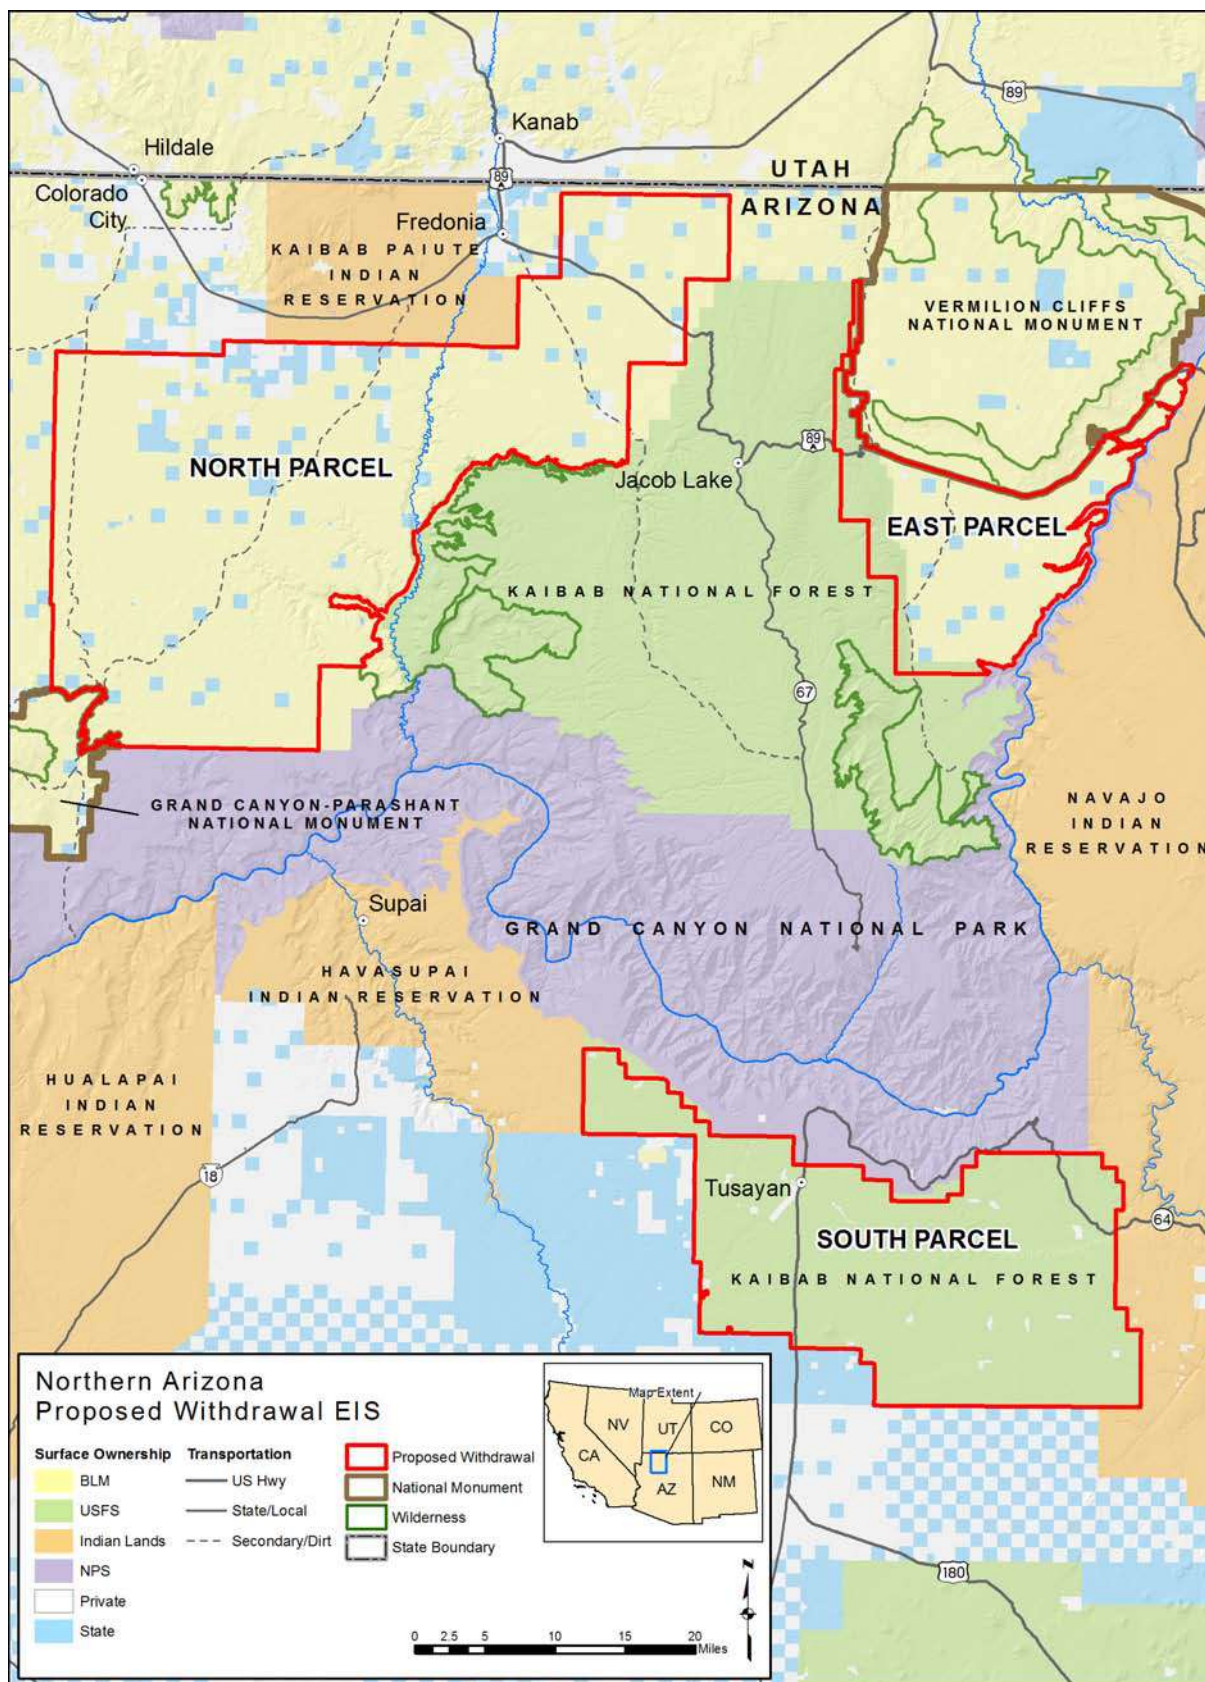 89
Kanab
Hildale
UTAH
89
Colorado
City
ARIZONA
Fredonia
KAIBAB PAIUTE
INDIAN
RESERVATION
VERMILION CLIFFS
NATIONAL MONUMENT
89
NORTH PARCEL
Jacob Lake
EAST PARCEL
KAIBAB NATIONAL FOREST
67
GRAND CANYON-PARASHANT
NATIONAL MONUMENT
NAVAJO
INDIAN
RESERVATION
Supai
GRAND CANYON NATIONAL PARK
HAVASUPAI
INDIAN RESERVATION
HUALAPAI
INDIAN
RESERVATION
18
Tusayan
64
SOUTH PARCEL
KAIBAB NATIONAL FOREST
180
Northern Arizona
Proposed Withdrawal EIS
Surface Ownership
BLM
USFS
Indian Lands
NPS
Private
State
Transportation
US Hwy
State/Local
Secondary/Dirt
Proposed Withdrawal
National Monument
Wilderness
State Boundary
Map Extent
NV
UT
CO
CA
AZ
NM
N
0 2.5 5 10 15 20
Miles